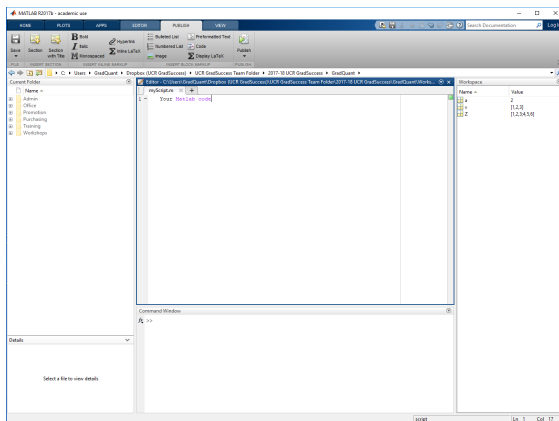 MATLAB R2017b - academic use
HOME PLOTS APPS EDITOR PUBLISH VIEW Search Documentation Log In
Save Section Section with Title
B Bold
I Italic
M Monospaced
Hyperlink
Inline LaTeX
Bulleted List
Numbered List
Image
Preformatted Text
Code
Display LaTeX
Publish
FILE INSERT SECTION INSERT INLINE MARKUP INSERT BLOCK MARKUP PUBLISH
C: Users GradQuant Dropbox (UCR GradSuccess) UCR GradSuccess Team Folder 2017-18 UCR GradSuccess GradQuant
Current Folder
Name
Admin
Office
Promotion
Purchasing
Training
Workshops
Details
Select a file to view details
Editor - C:\Users\GradQuant\Dropbox (UCR GradSuccess)\UCR GradSuccess Team Folder\2017-18 UCR GradSuccess\GradQuant\Works...
myScript.m
1 Your Matlab code
Command Window
fx >>
Workspace
Name Value
a 2
v [1,2,3]
Z [1,2,3;4,5,6]
script Ln 1 Col 17